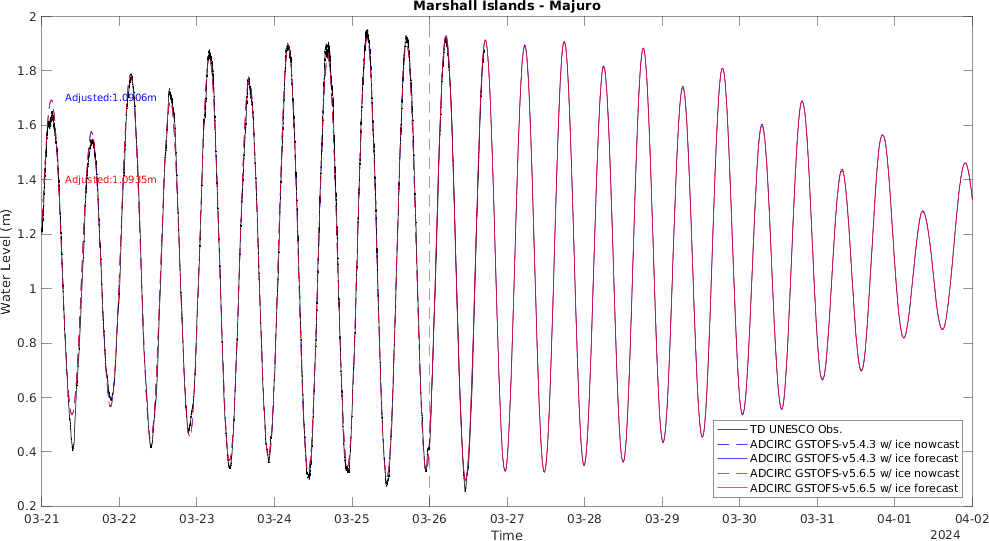 Marshall Islands - Majuro
2
1.8
1.6
1.4
1.2
1
0.8
0.6
0.4
0.2
Water Level (m)
Adjusted:1.0906m
Adjusted:1.0935m
TD UNESCO Obs.
ADCIRC GSTOFS-v5.4.3 w/ ice nowcast
ADCIRC GSTOFS-v5.4.3 w/ ice forecast
ADCIRC GSTOFS-v5.6.5 w/ ice nowcast
ADCIRC GSTOFS-v5.6.5 w/ ice forecast
03-21 03-22 03-23 03-24 03-25 03-26 03-27 03-28 03-29 03-30 03-31 04-01 04-02
Time 2024